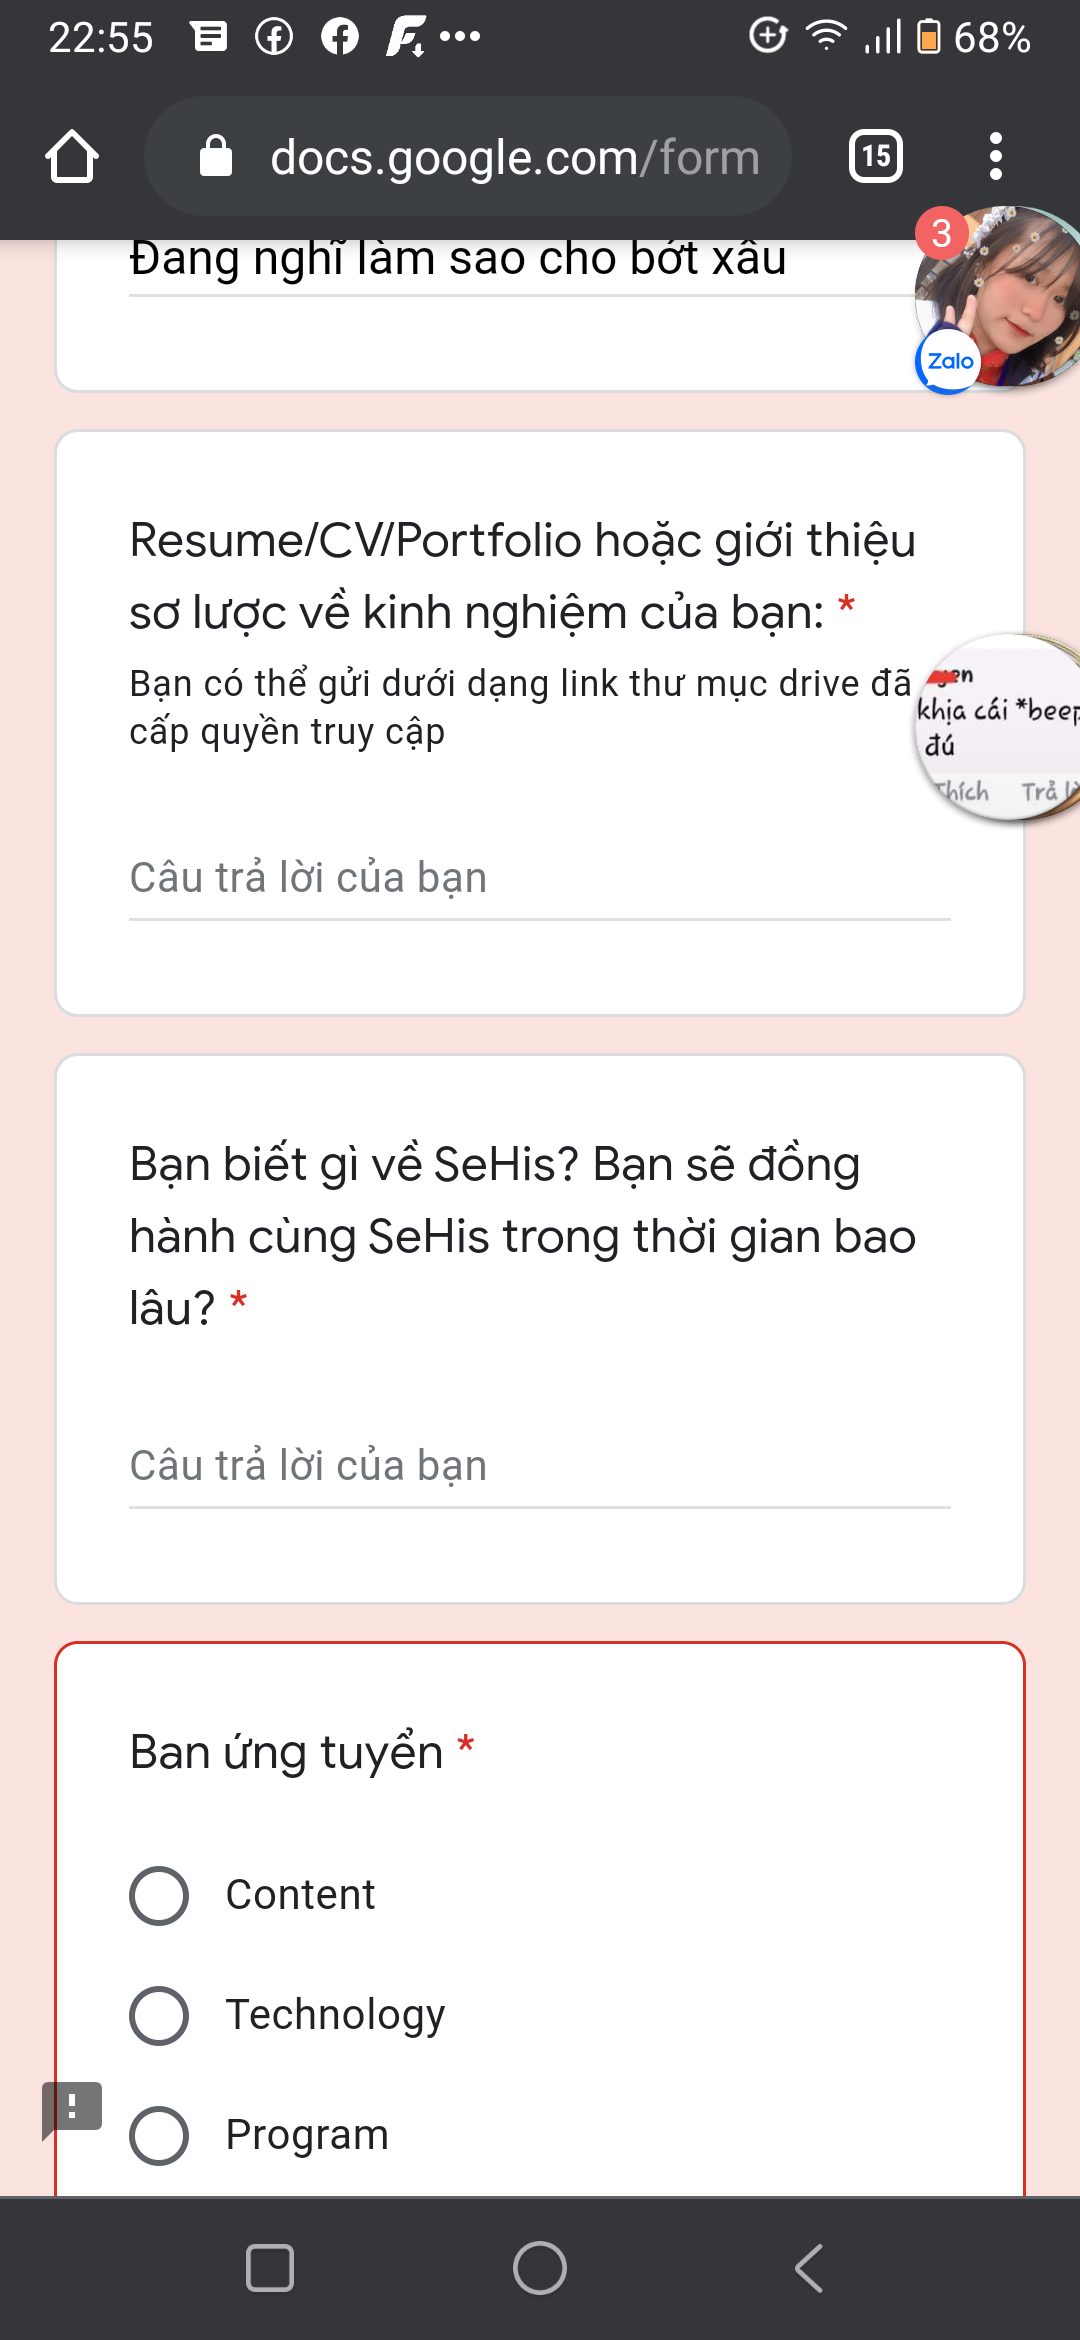 22:55
68%
docs.google.com/form
15
Đang nghĩ làm sao cho bớt xấu
3
Zalo
Resume/CV/Portfolio hoặc giới thiệu
sơ lược về kinh nghiệm của bạn: *
Bạn có thể gửi dưới dạng link thư mục drive đã
cấp quyền truy cập
khịa cái *beep
đú
Thích Trả
Câu trả lời của bạn
Bạn biết gì về SeHis? Bạn sẽ đồng
hành cùng SeHis trong thời gian bao
lâu? *
Câu trả lời của bạn
Ban ứng tuyển *
Content
Technology
Program